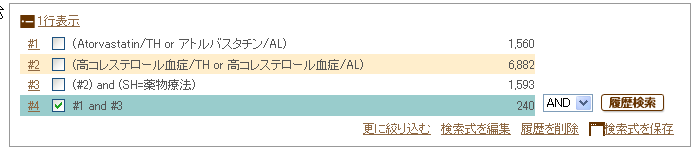 1行表示
#1 (Atorvastatin/TH or アトルバスタチン/AL) 1,560
#2 (高コレステロール血症/TH or 高コレステロール血症/AL) 6,882
#3 (#2) and (SH=薬物療法) 1,593
#4 #1 and #3 240 AND 履歴検索
更に絞り込む 検索式を編集 履歴を削除 検索式を保存